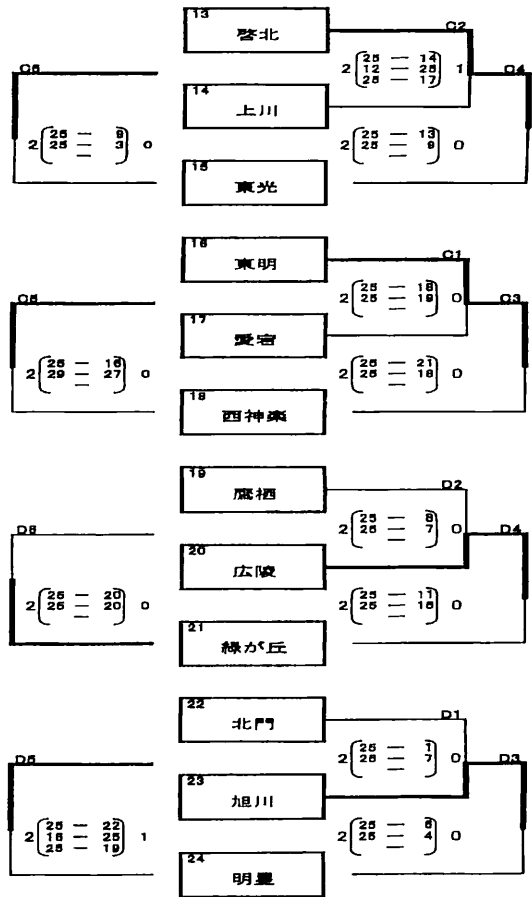 13 啓北 C2
C5 2 25 — 14 1 C4
12 — 25
25 — 17
14 上川
2 25 — 9 0
25 — 3
—
2 25 — 13 0
25 — 9
—
15 東光
16 東明 C1
C6 2 25 — 18 0 C3
25 — 19
—
17 愛宕
2 25 — 16 0
29 — 27
—
2 25 — 21 0
25 — 18
—
18 西神楽
19 鷹栖 D2
2 25 — 8 0
25 — 7
—
D6 D4
20 広陵
2 25 — 20 0
25 — 20
—
2 25 — 11 0
25 — 15
—
21 緑が丘
22 北門 D1
2 25 — 1 0
25 — 7
—
D5 D3
23 旭川
2 25 — 22 1
15 — 25
25 — 19
2 25 — 6 0
25 — 4
—
24 明星